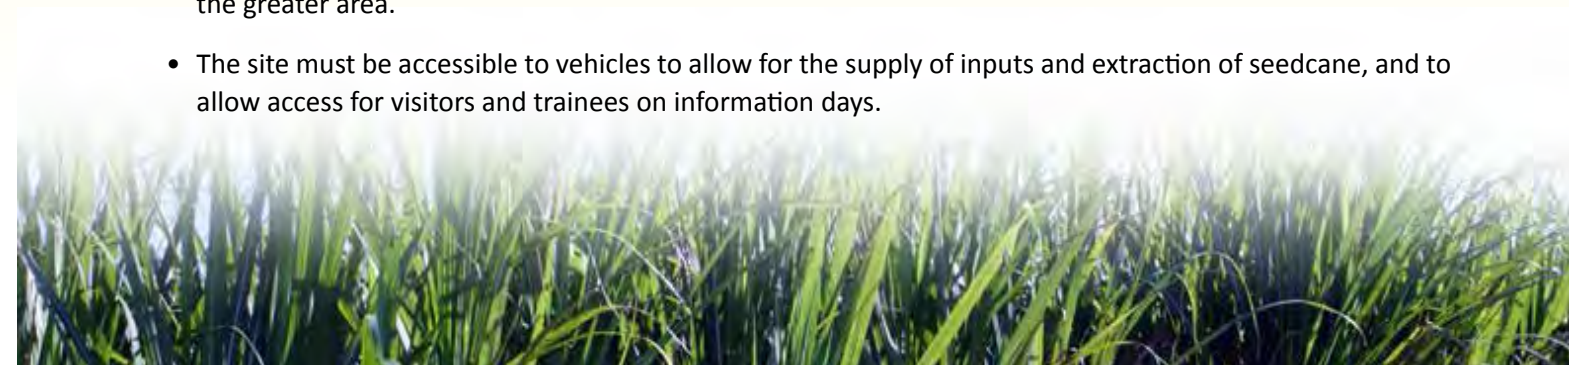 the greater area.
• The site must be accessible to vehicles to allow for the supply of inputs and extraction of seedcane, and to
allow access for visitors and trainees on information days.